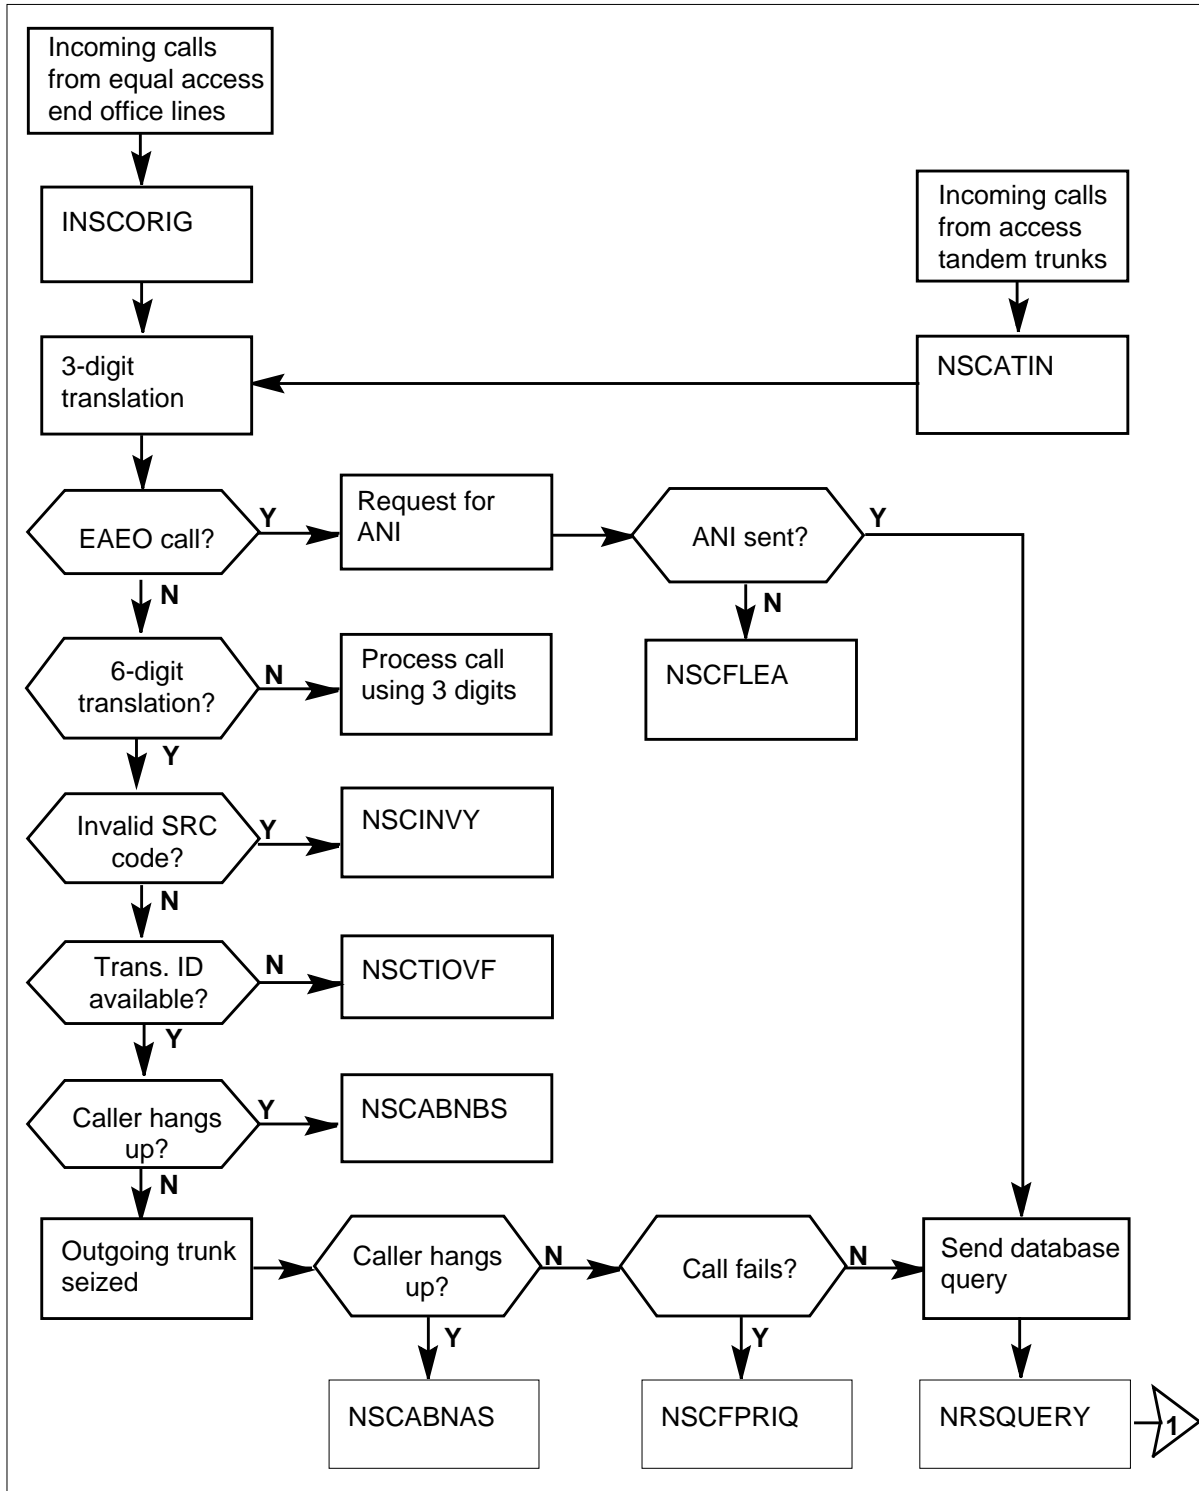 Incoming calls
from equal access
end office lines
INSCORIG
Incoming calls
from access
tandem trunks
3-digit
translation
NSCATIN
EAEO call?
Y
Request for
ANI
ANI sent?
Y
N
N
6-digit
translation?
N
Process call
using 3 digits
NSCFLEA
Y
Invalid SRC
code?
Y
NSCINVY
N
Trans. ID
available?
N
NSCTIOVF
Y
Caller hangs
up?
Y
NSCABNBS
N
Outgoing trunk
seized
Caller hangs
up?
N
Call fails?
N
Send database
query
Y
Y
NSCABNAS
NSCFPRIQ
NRSQUERY
1